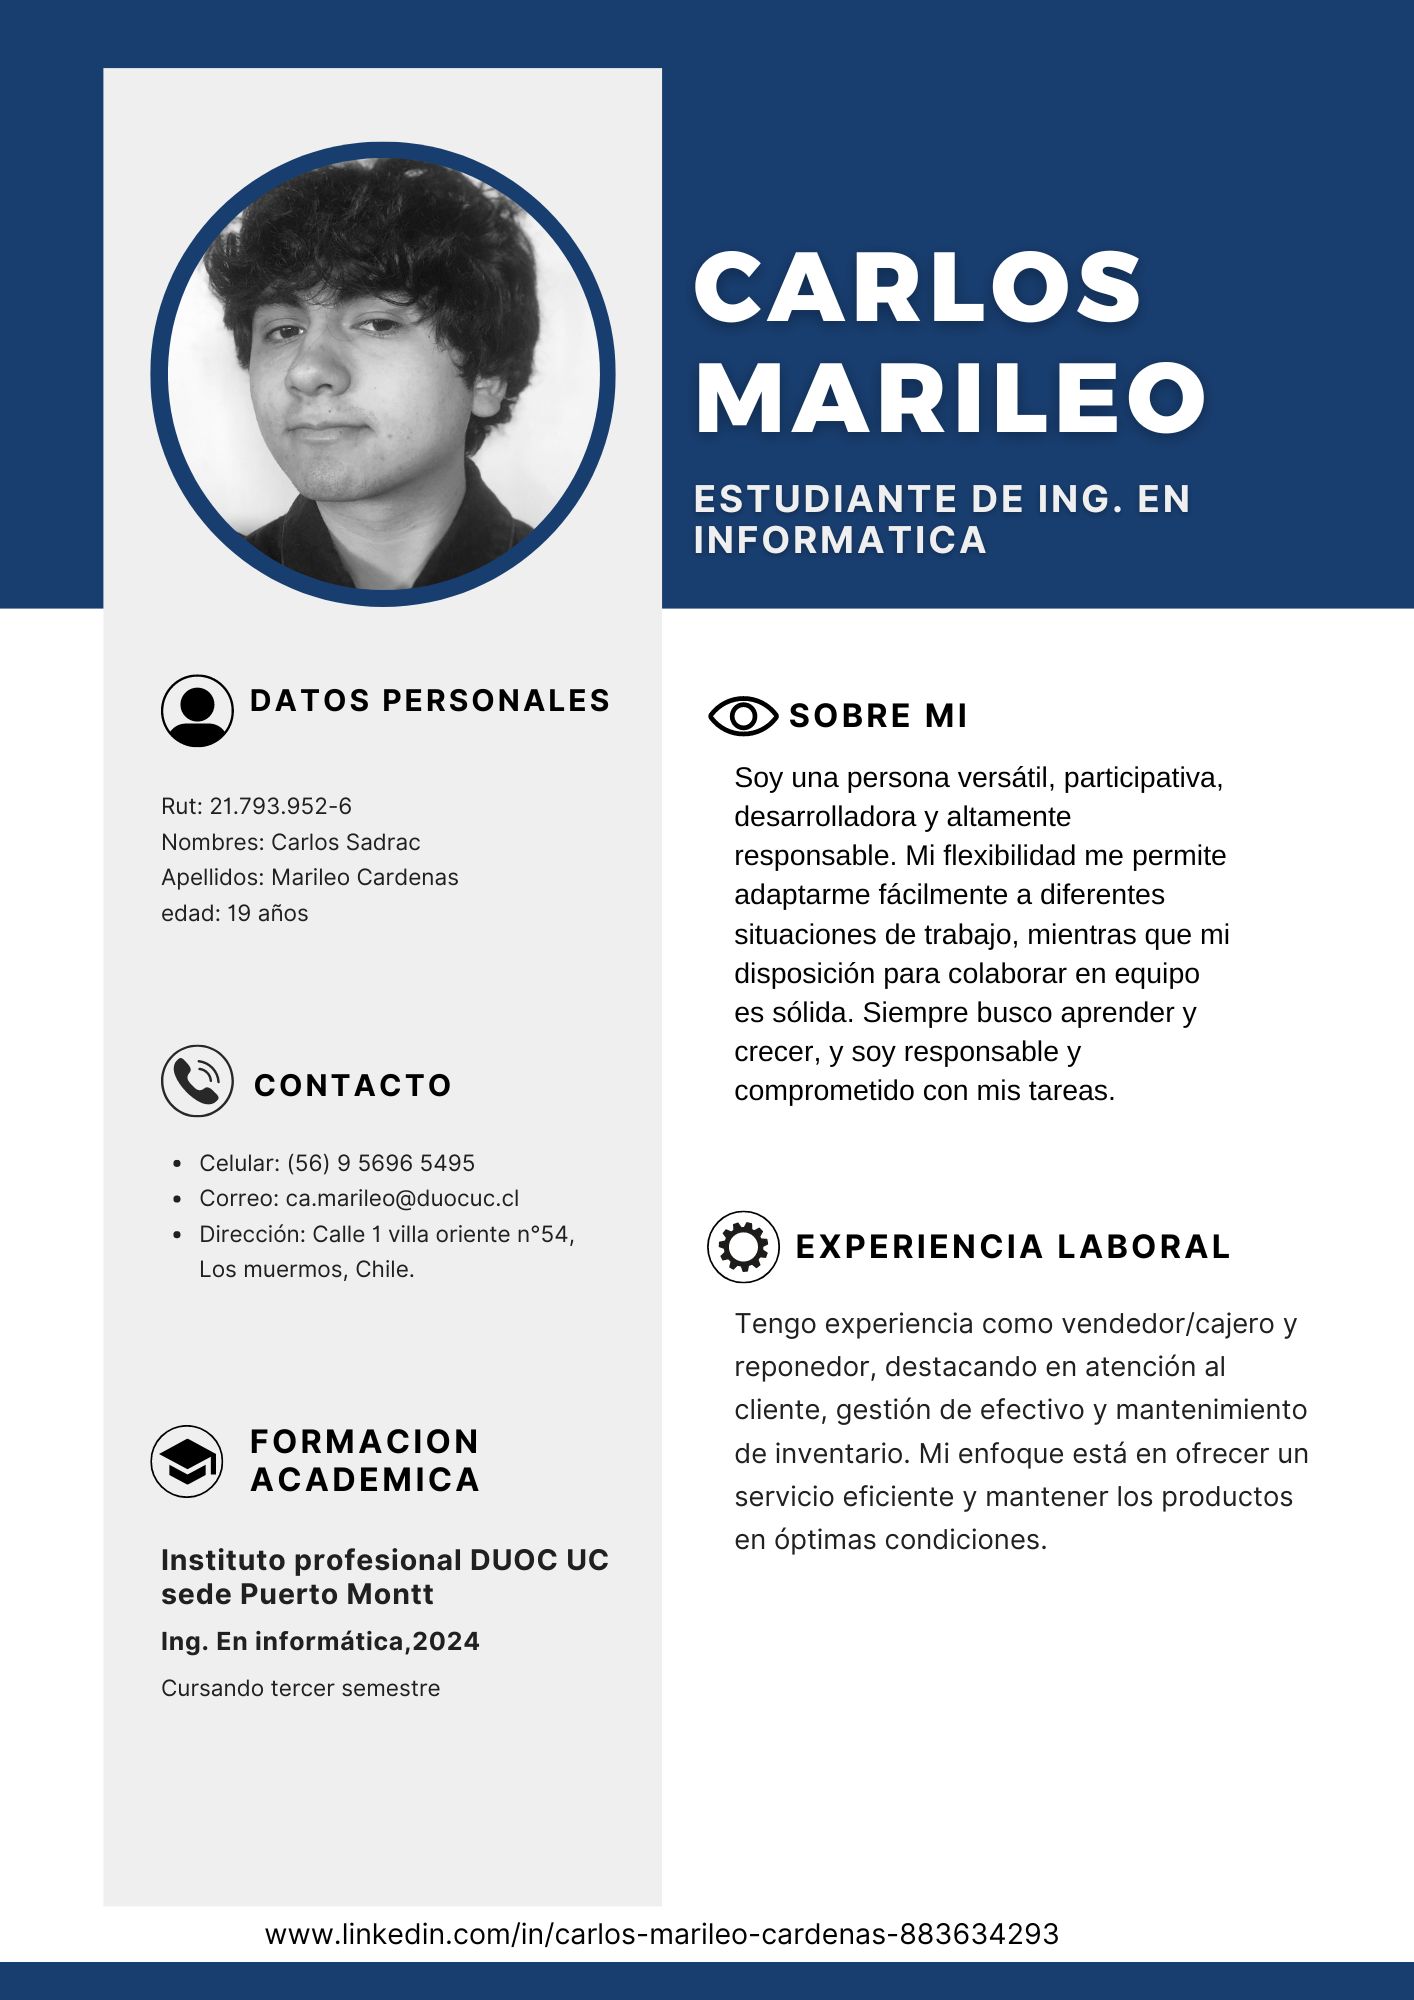 CARLOS
MARILEO
ESTUDIANTE DE ING. EN
INFORMATICA
DATOS PERSONALES
Rut: 21.793.952-6
Nombres: Carlos Sadrac
Apellidos: Marileo Cardenas
edad: 19 años
CONTACTO
• Celular: (56) 9 5696 5495
• Correo: ca.marileo@duocuc.cl
• Dirección: Calle 1 villa oriente n°54,
Los muermos, Chile.
FORMACION
ACADEMICA
Instituto profesional DUOC UC
sede Puerto Montt
Ing. En informática,2024
Cursando tercer semestre
SOBRE MI
Soy una persona versátil, participativa,
desarrolladora y altamente
responsable. Mi flexibilidad me permite
adaptarme fácilmente a diferentes
situaciones de trabajo, mientras que mi
disposición para colaborar en equipo
es sólida. Siempre busco aprender y
crecer, y soy responsable y
comprometido con mis tareas.
EXPERIENCIA LABORAL
Tengo experiencia como vendedor/cajero y
reponedor, destacando en atención al
cliente, gestión de efectivo y mantenimiento
de inventario. Mi enfoque está en ofrecer un
servicio eficiente y mantener los productos
en óptimas condiciones.
www.linkedin.com/in/carlos-marileo-cardenas-883634293